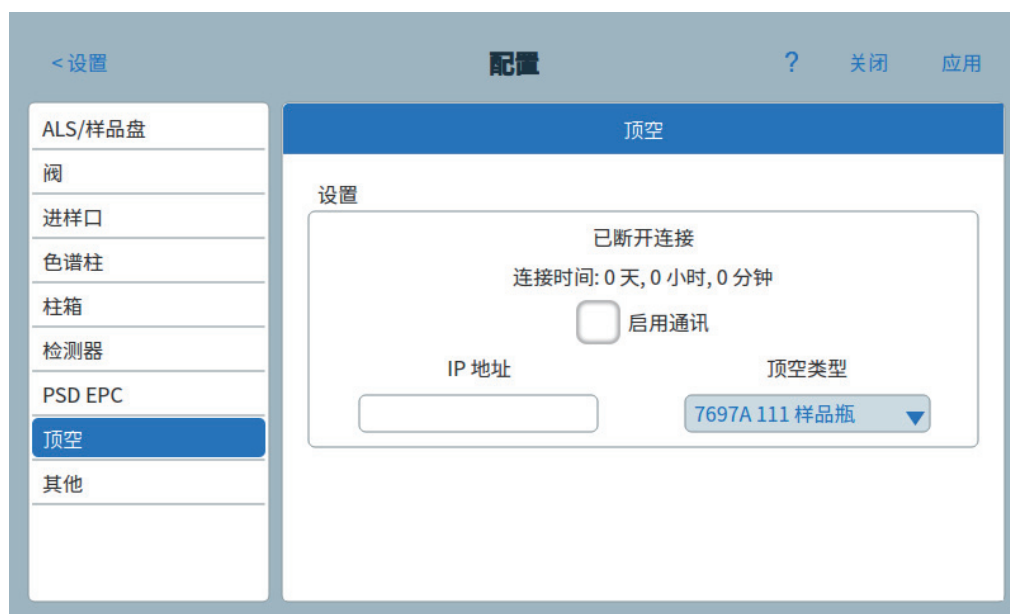 < 设置 配置 ? 关闭 应用
ALS/样品盘
阀
进样口
色谱柱
柱箱
检测器
PSD EPC
顶空
其他
顶空
设置
已断开连接
连接时间: 0 天, 0 小时, 0 分钟
启用通讯
IP 地址 顶空类型
7697A 111 样品瓶